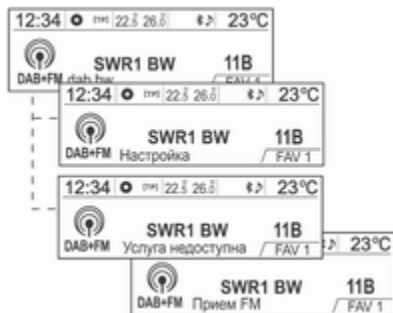 12:34 [TP] 22.5 26.0 23°C
SWR1 BW 11B
DAB+FM dab bw FAV 1
12:34 [TP] 22.5 26.0 23°C
SWR1 BW 11B
DAB+FM Настройка FAV 1
12:34 [TP] 22.5 26.0 23°C
SWR1 BW 11B
DAB+FM Услуга недоступна FAV 1
23°C
SWR1 BW 11B
DAB+FM Прием FM FAV 1